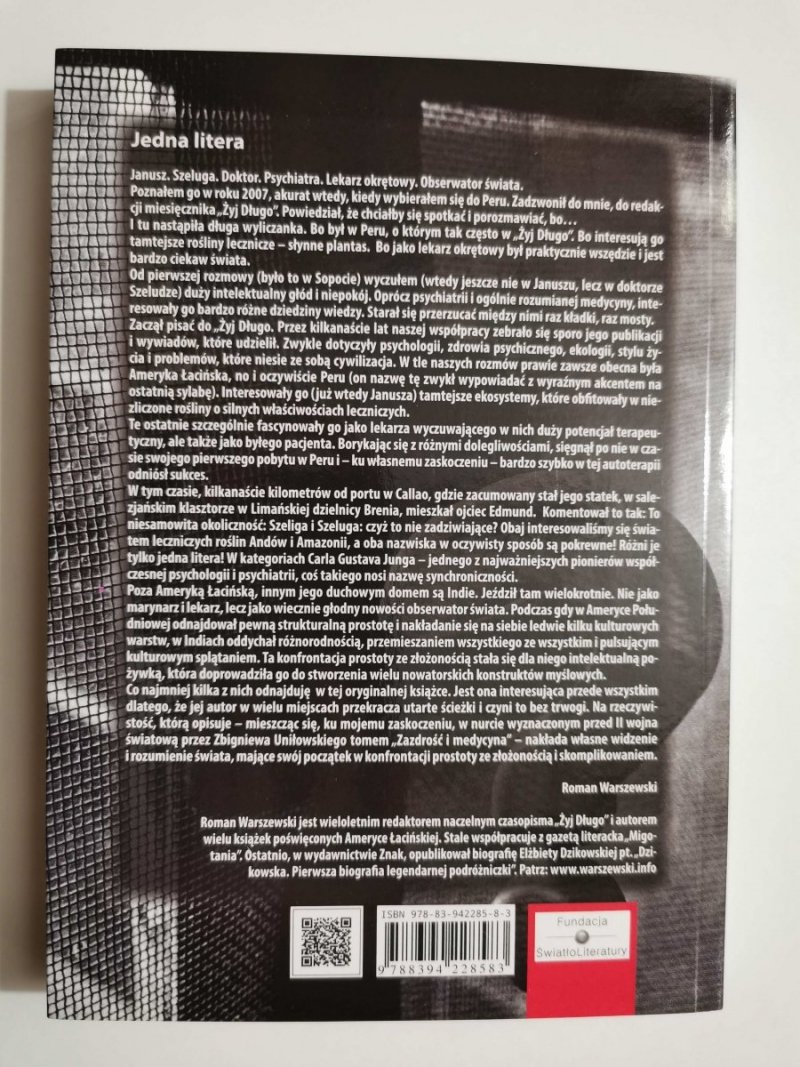 Jedna litera
Janusz. Szeluga. Doktor. Psychiatra. Lekarz okrętowy. Obserwator świata.
Poznałem go w roku 2007, akurat wtedy, kiedy wybierałem się do Peru. Zadzwonił do mnie, do redak-
cji miesięcznika „Żyj Długo”. Powiedział, że chciałby się spotkać i porozmawiać, bo…
I tu nastąpiła długa wyliczanka. Bo był w Peru, o którym tak często w „Żyj Długo”. Bo interesują go
tamtejsze rośliny lecznicze – słynne plantas. Bo jako lekarz okrętowy był praktycznie wszędzie i jest
bardzo ciekaw świata.
Od pierwszej rozmowy (było to w Sopocie) wyczułem (wtedy jeszcze nie w Januszu, lecz w doktorze
Szeludze) duży intelektualny głód i niepokój. Oprócz psychiatrii i ogólnie rozumianej medycyny, inte-
resowały go bardzo różne dziedziny wiedzy. Starał się przerzucać między nimi raz kładki, raz mosty.
Zaczął pisać do „Żyj Długo. Przez kilkanaście lat naszej współpracy zebrało się sporo jego publikacji
i wywiadów, które udzielił. Zwykle dotyczyły psychologii, zdrowia psychicznego, ekologii, stylu ży-
cia i problemów, które niesie ze sobą cywilizacja. W tle naszych rozmów prawie zawsze obecna była
Ameryka Łacińska, no i oczywiście Peru (on nazwę tę zwykł wypowiadać z wyraźnym akcentem na
ostatnią sylabę). Interesowały go (już wtedy Janusza) tamtejsze ekosystemy, które obfitowały w nie-
zliczone rośliny o silnych właściwościach leczniczych.
Te ostatnie szczególnie fascynowały go jako lekarza wyczuwającego w nich duży potencjał terapeu-
tyczny, ale także jako byłego pacjenta. Borykając się z różnymi dolegliwościami, sięgnął po nie w cza-
sie swojego pierwszego pobytu w Peru i – ku własnemu zaskoczeniu – bardzo szybko w tej autoterapii
odniósł sukces.
W tym czasie, kilkanaście kilometrów od portu w Callao, gdzie zacumowany stał jego statek, w sale-
zjańskim klasztorze w Limańskiej dzielnicy Brenia, mieszkał ojciec Edmund. Komentował to tak: To
niesamowita okoliczność: Szeliga i Szeluga: czyż to nie zadziwiające? Obaj interesowaliśmy się świa-
tem leczniczych roślin Andów i Amazonii, a oba nazwiska w oczywisty sposób są pokrewne! Różni je
tylko jedna litera! W kategoriach Carla Gustava Junga – jednego z najważniejszych pionierów współ-
czesnej psychologii i psychiatrii, coś takiego nosi nazwę synchroniczności.
Poza Ameryką Łacińską, innym jego duchowym domem są Indie. Jeździł tam wielokrotnie. Nie jako
marynarz i lekarz, lecz jako wiecznie głodny nowości obserwator świata. Podczas gdy w Ameryce Połu-
dniowej odnajdował pewną strukturalną prostotę i nakładanie się na siebie ledwie kilku kulturowych
warstw, w Indiach oddychał różnorodnością, przemieszaniem wszystkiego ze wszystkim i pulsującym
kulturowym splątaniem. Ta konfrontacja prostoty ze złożonością stała się dla niego intelektualną po-
żywką, która doprowadziła go do stworzenia wielu nowatorskich konstruktów myślowych.
Co najmniej kilka z nich odnajduję w tej oryginalnej książce. Jest ona interesująca przede wszystkim
dlatego, że jej autor w wielu miejscach przekracza utarte ścieżki i czyni to bez trwogi. Na rzeczywi-
stość, którą opisuje – mieszcząc się, ku mojemu zaskoczeniu, w nurcie wyznaczonym przed II wojna
światową przez Zbigniewa Uniłowskiego tomem „Zazdrość i medycyna” – nakłada własne widzenie
i rozumienie świata, mające swój początek w konfrontacji prostoty ze złożonością i skomplikowaniem.
Roman Warszewski
Roman Warszewski jest wieloletnim redaktorem naczelnym czasopisma „Żyj Długo” i autorem
wielu książek poświęconych Ameryce Łacińskiej. Stale współpracuje z gazetą literacka „Migo-
tania”. Ostatnio, w wydawnictwie Znak, opublikował biografię Elżbiety Dzikowskiej pt. „Dzi-
kowska. Pierwsza biografia legendarnej podróżniczki”. Patrz: www.warszewski.info
ISBN 978-83-942285-8-3
9 788394 228583
Fundacja
ŚwiatłoLiteratury